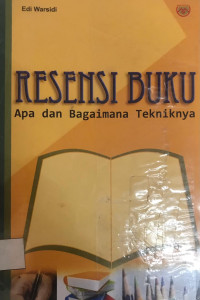 Edi Warsidi
RESENSI BUKU
Apa dan Bagaimana Tekniknya